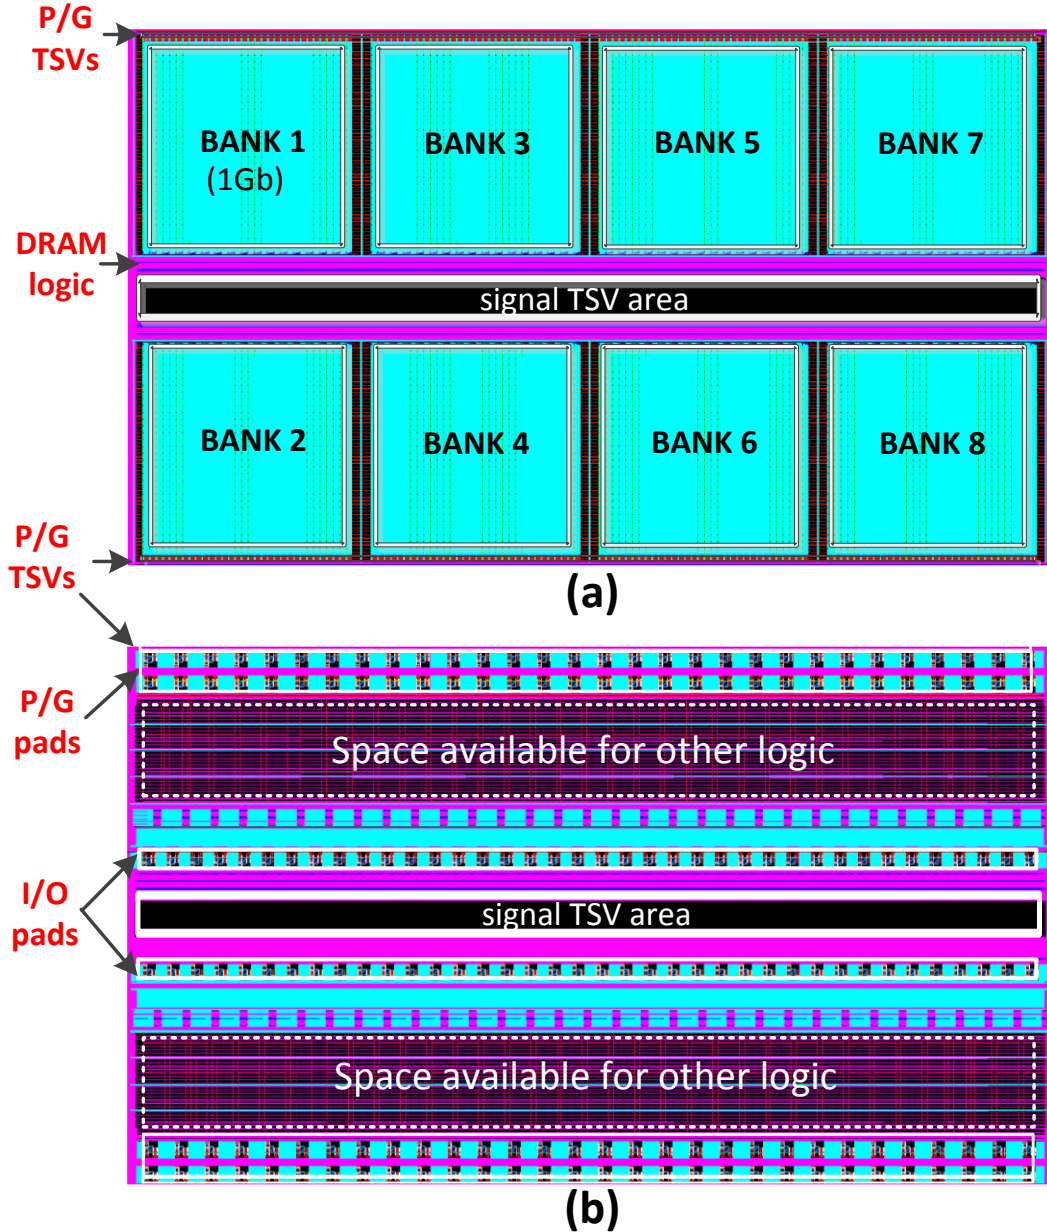 P/G
TSVs
BANK 1
(1Gb)
BANK 3
BANK 5
BANK 7
DRAM
logic
signal TSV area
BANK 2
BANK 4
BANK 6
BANK 8
P/G
TSVs
(a)
P/G
pads
Space available for other logic
I/O
pads
signal TSV area
Space available for other logic
(b)